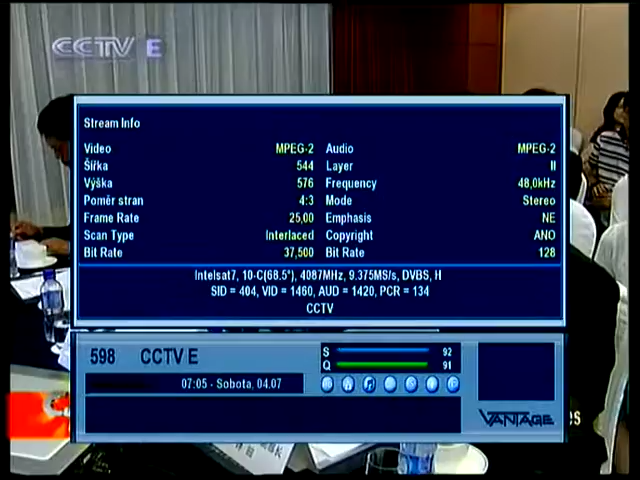 CCTV E
Stream Info
Video MPEG-2 Audio MPEG-2
Šířka 544 Layer II
Výška 576 Frequency 48,0kHz
Poměr stran 4:3 Mode Stereo
Frame Rate 25,00 Emphasis NE
Scan Type Interlaced Copyright ANO
Bit Rate 37,500 Bit Rate 128
Intelsat7, 10-C(68.5°), 4087MHz, 9.375MS/s, DVBS, H
SID = 404, VID = 1460, AUD = 1420, PCR = 134
CCTV
598 CCTV E
S 92
Q 91
07:05 - Sobota, 04.07
VANTAGE
es